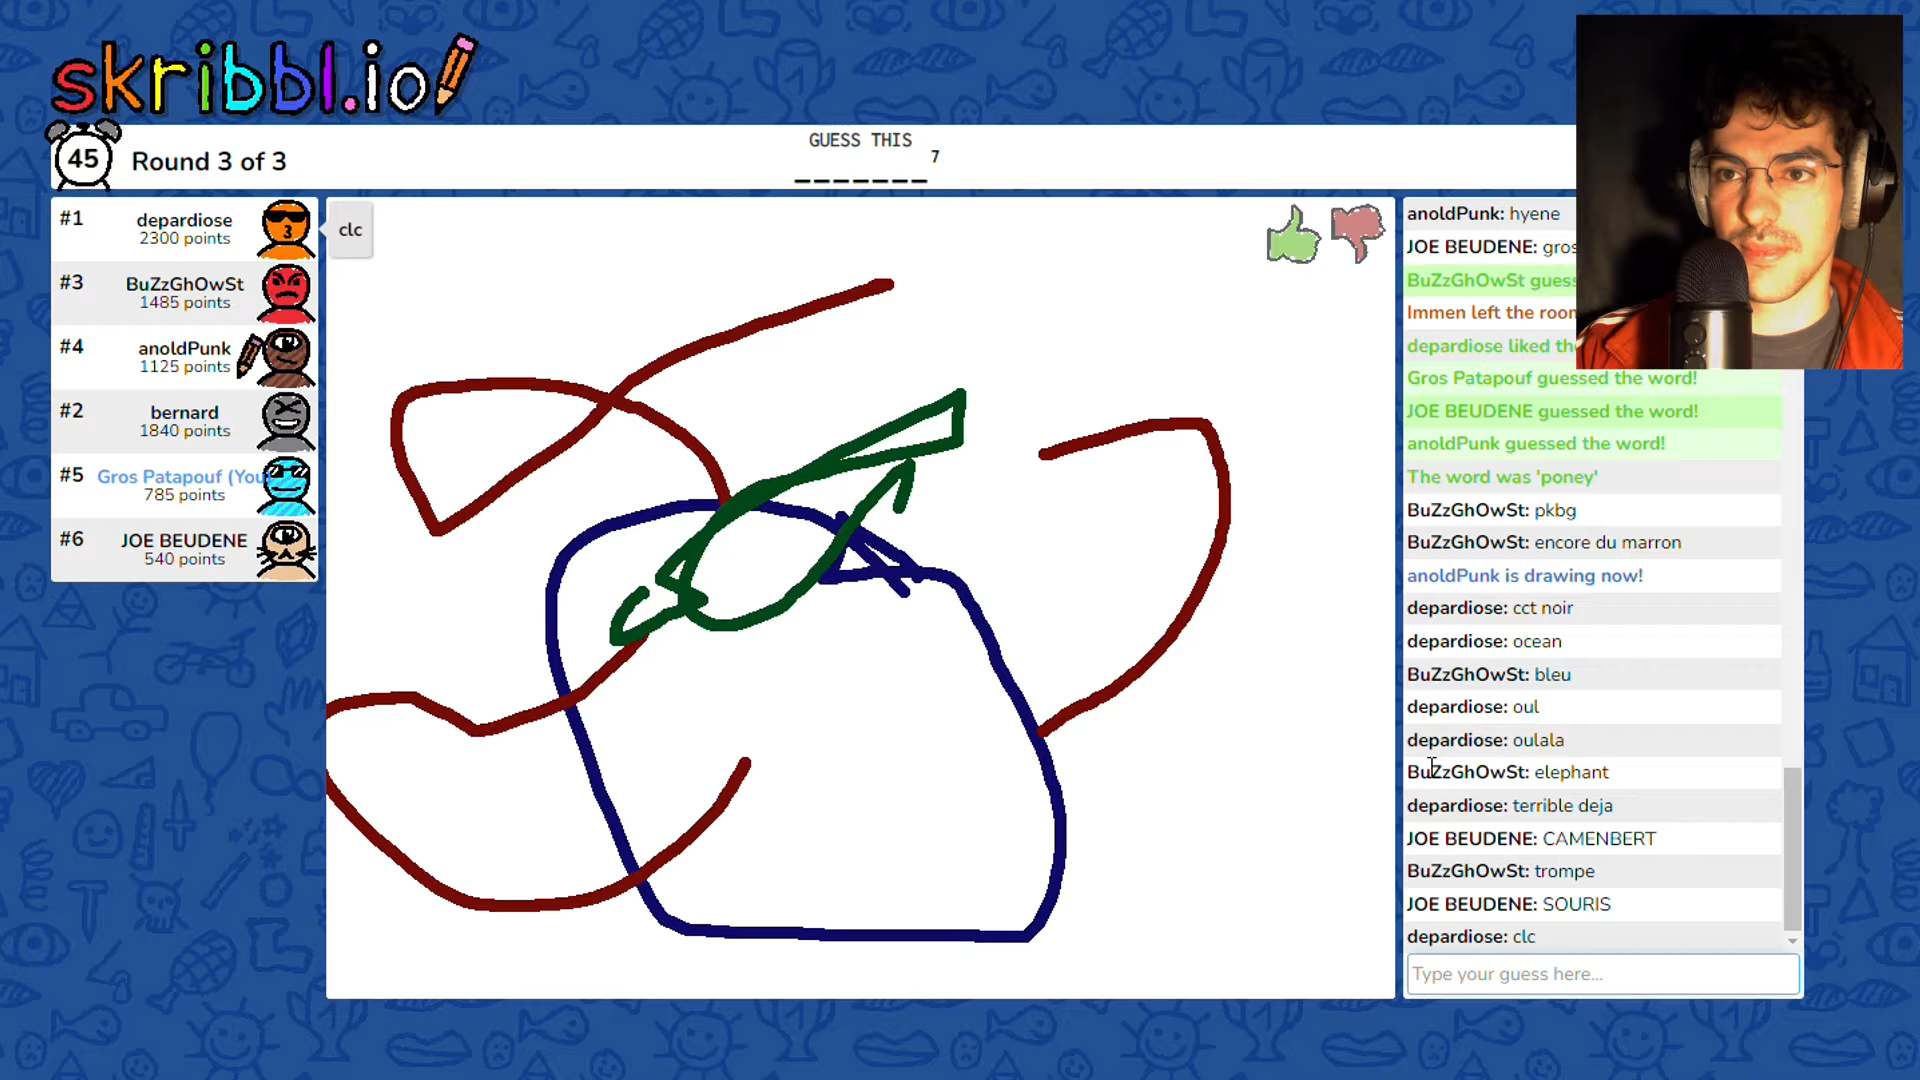 skribbl.io
45
Round 3 of 3
GUESS THIS
_______ 7
#1 depardiose
2300 points
#3 BuZzGhOwSt
1485 points
#4 anoldPunk
1125 points
#2 bernard
1840 points
#5 Gros Patapouf (You
785 points
#6 JOE BEUDENE
540 points
clc
anoldPunk: hyene
JOE BEUDENE: gros
BuZzGhOwSt gues
Immen left the roo
depardiose liked th
Gros Patapouf guessed the word!
JOE BEUDENE guessed the word!
anoldPunk guessed the word!
The word was 'poney'
BuZzGhOwSt: pkbg
BuZzGhOwSt: encore du marron
anoldPunk is drawing now!
depardiose: cct noir
depardiose: ocean
BuZzGhOwSt: bleu
depardiose: oul
depardiose: oulala
BuZzGhOwSt: elephant
depardiose: terrible deja
JOE BEUDENE: CAMENBERT
BuZzGhOwSt: trompe
JOE BEUDENE: SOURIS
depardiose: clc
Type your guess here...